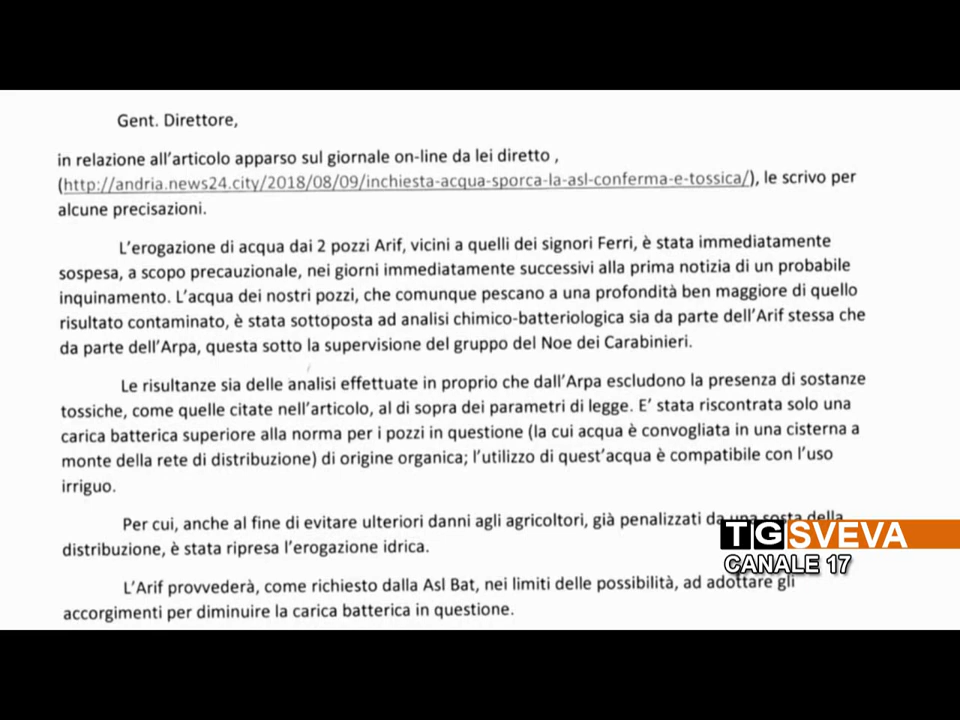 Gent. Direttore,
in relazione all'articolo apparso sul giornale on-line da lei diretto ,
(http://andria.news24.city/2018/08/09/inchiesta-acqua-sporca-la-asl-conferma-e-tossica/), le scrivo per
alcune precisazioni.
L'erogazione di acqua dai 2 pozzi Arif, vicini a quelli dei signori Ferri, è stata immediatamente
sospesa, a scopo precauzionale, nei giorni immediatamente successivi alla prima notizia di un probabile
inquinamento. L'acqua dei nostri pozzi, che comunque pescano a una profondità ben maggiore di quello
risultato contaminato, è stata sottoposta ad analisi chimico-batteriologica sia da parte dell'Arif stessa che
da parte dell'Arpa, questa sotto la supervisione del gruppo del Noe dei Carabinieri.
Le risultanze sia delle analisi effettuate in proprio che dall'Arpa escludono la presenza di sostanze
tossiche, come quelle citate nell'articolo, al di sopra dei parametri di legge. E' stata riscontrata solo una
carica batterica superiore alla norma per i pozzi in questione (la cui acqua è convogliata in una cisterna a
monte della rete di distribuzione) di origine organica; l'utilizzo di quest'acqua è compatibile con l'uso
irriguo.
Per cui, anche al fine di evitare ulteriori danni agli agricoltori, già penalizzati da una sosta della
distribuzione, è stata ripresa l'erogazione idrica.
L'Arif provvederà, come richiesto dalla Asl Bat, nei limiti delle possibilità, ad adottare gli
accorgimenti per diminuire la carica batterica in questione.
TGSVEVA
CANALE 17